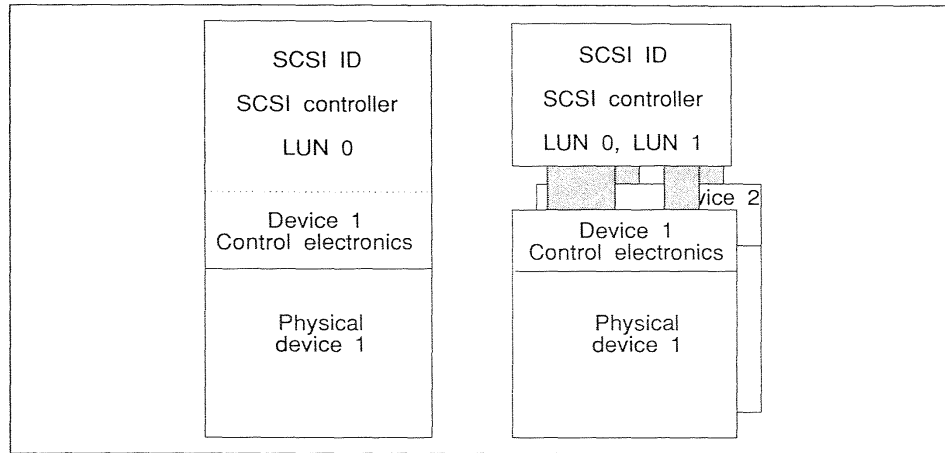 SCSI ID
SCSI controller
LUN 0
Device 1
Control electronics
Physical
device 1
SCSI ID
SCSI controller
LUN 0, LUN 1
vice 2
Device 1
Control electronics
Physical
device 1